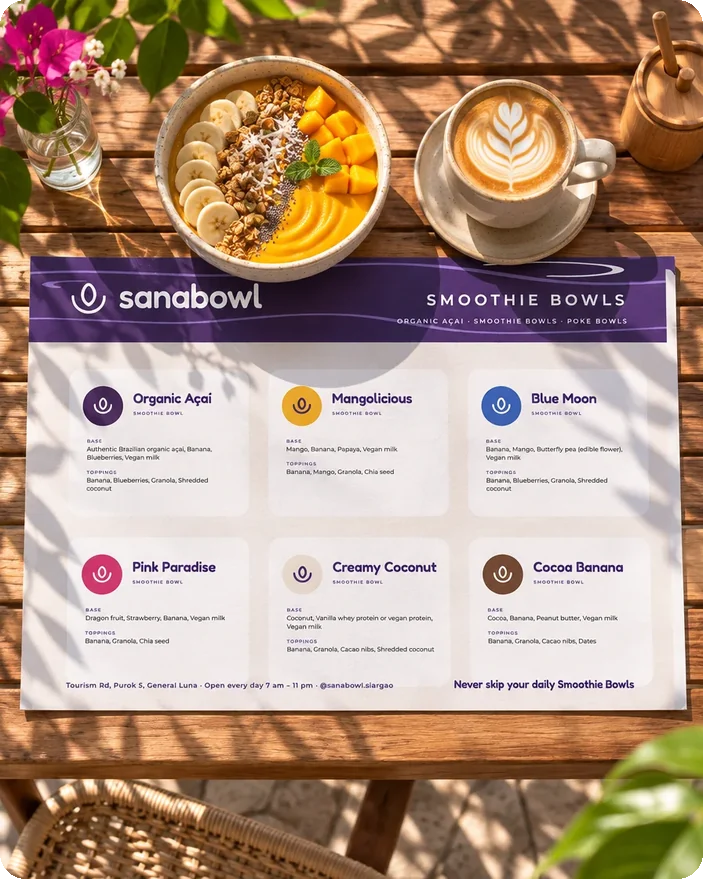 sanabowl
SMOOTHIE BOWLS
ORGANIC AÇAI · SMOOTHIE BOWLS · POKE BOWLS
Organic Açaí
SMOOTHIE BOWL
BASE
Authentic Brazilian organic açai, Banana,
Blueberries, Vegan milk
TOPPINGS
Banana, Blueberries, Granola, Shredded
coconut
Mangolicious
SMOOTHIE BOWL
BASE
Mango, Banana, Papaya, Vegan milk
TOPPINGS
Banana, Mango, Granola, Chia seed
Blue Moon
SMOOTHIE BOWL
BASE
Banana, Mango, Butterfly pea (edible flower),
Vegan milk
TOPPINGS
Banana, Blueberries, Granola, Shredded
coconut
Pink Paradise
SMOOTHIE BOWL
BASE
Dragon fruit, Strawberry, Banana, Vegan milk
TOPPINGS
Banana, Granola, Chia seed
Creamy Coconut
SMOOTHIE BOWL
BASE
Coconut, Vanilla whey protein or vegan protein,
Vegan milk
TOPPINGS
Banana, Granola, Cacao nibs, Shredded coconut
Cocoa Banana
SMOOTHIE BOWL
BASE
Cocoa, Banana, Peanut butter, Vegan milk
TOPPINGS
Banana, Granola, Cacao nibs, Dates
Tourism Rd, Purok 5, General Luna · Open every day 7 am – 11 pm · @sanabowl.siargao
Never skip your daily Smoothie Bowls